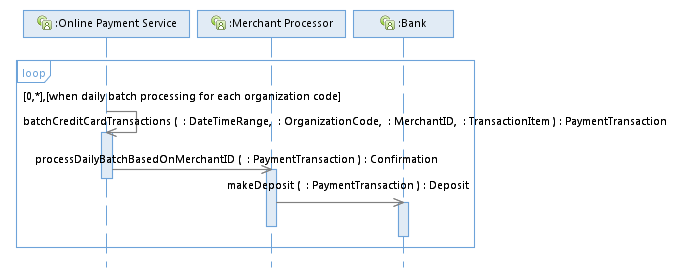 :Online Payment Service
:Merchant Processor
:Bank
loop
[0,*],[when daily batch processing for each organization code]
batchCreditCardTransactions ( : DateTimeRange, : OrganizationCode, : MerchantID, : TransactionItem ) : PaymentTransaction
processDailyBatchBasedOnMerchantID ( : PaymentTransaction ) : Confirmation
makeDeposit ( : PaymentTransaction ) : Deposit